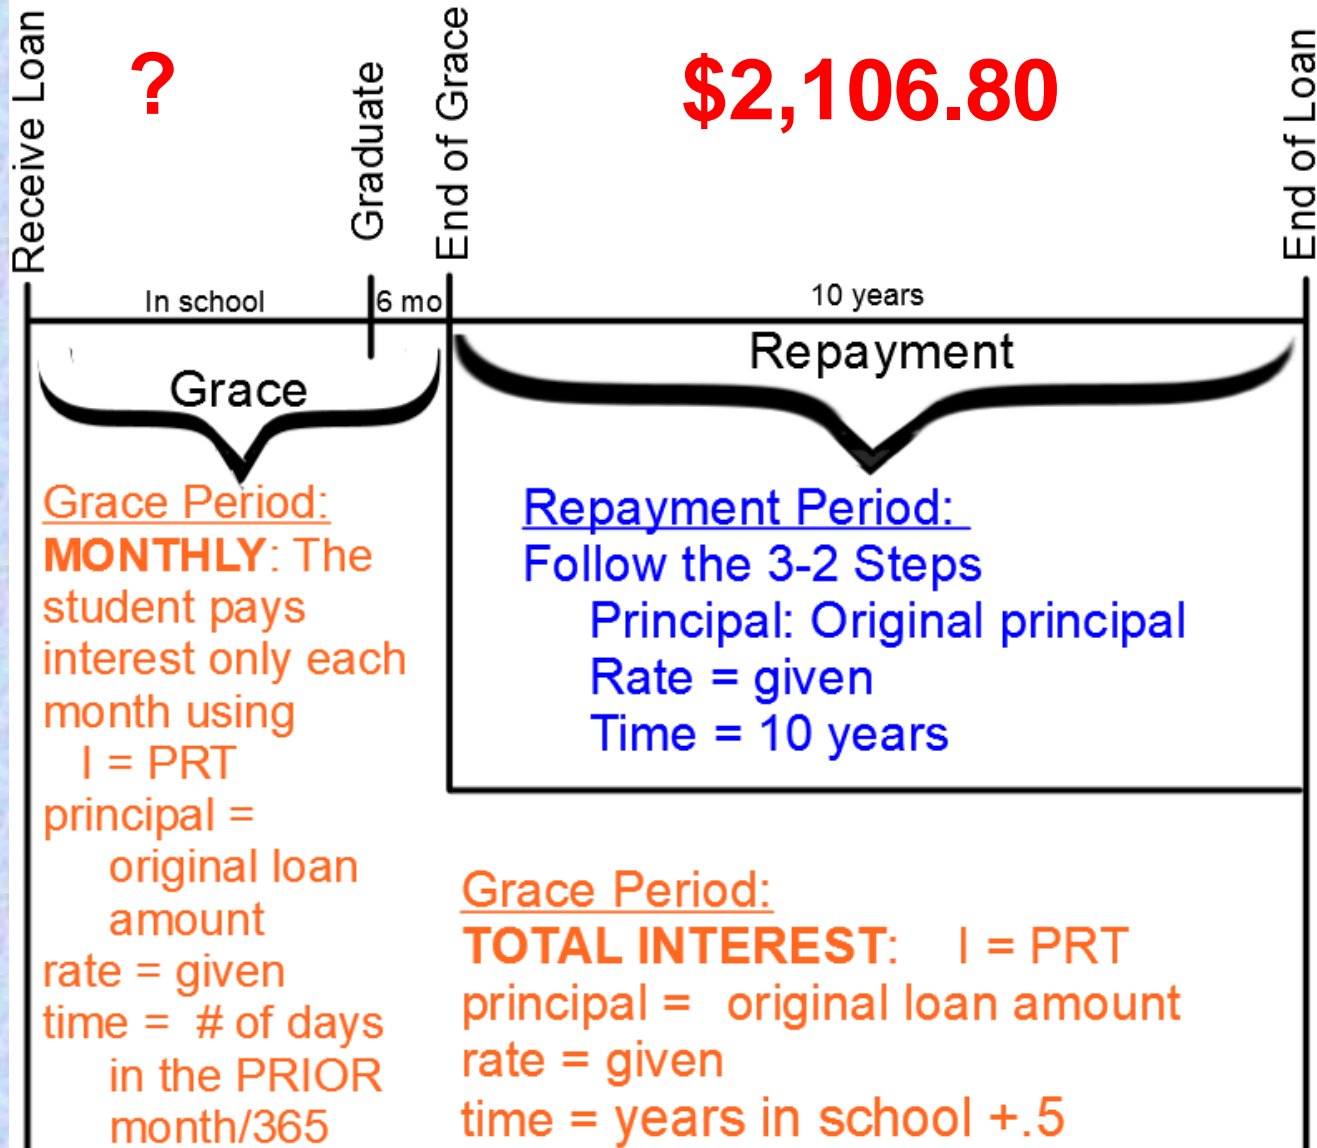 Receive Loan
?
Graduate
End of Grace
$2,106.80
End of Loan
In school
6 mo
10 years
Grace
Repayment
Grace Period:
MONTHLY: The
student pays
interest only each
month using
I = PRT
principal =
original loan
amount
rate = given
time = # of days
in the PRIOR
month/365
Repayment Period:
Follow the 3-2 Steps
Principal: Original principal
Rate = given
Time = 10 years
Grace Period:
TOTAL INTEREST: I = PRT
principal = original loan amount
rate = given
time = years in school +.5